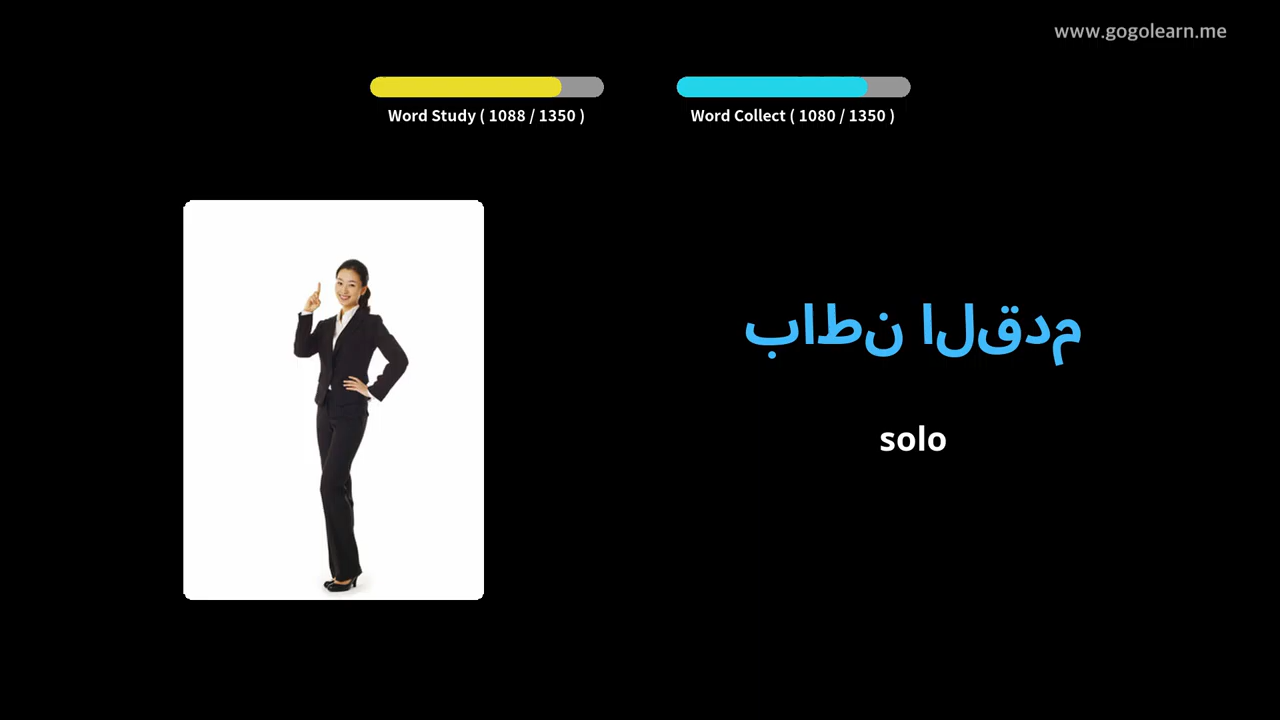 www.gogolearn.me
Word Study ( 1088 / 1350 )
Word Collect ( 1080 / 1350 )
باطن القدم
solo